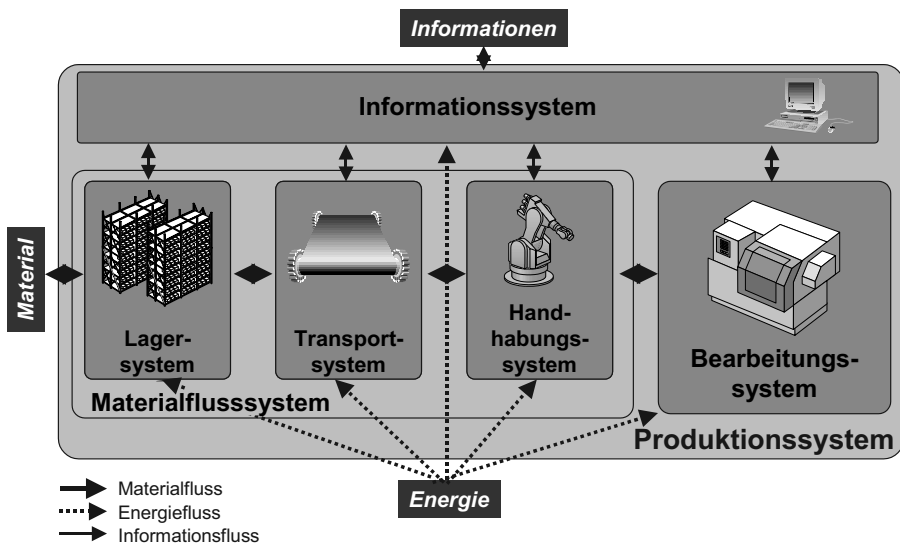 Informationen
Informationssystem
Material
Lager-
system
Transport-
system
Hand-
habungs-
system
Bearbeitungs-
system
Materialflusssystem
Produktionssystem
Energie
Materialfluss
Energiefluss
Informationsfluss